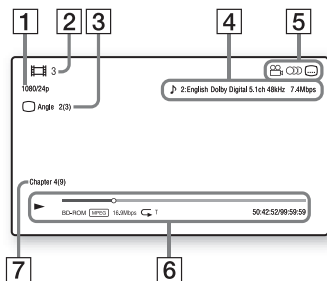 1 2 3 4 5
3
1080/24p
Angle 2(3)
2:English Dolby Digital 5.1ch 48kHz 7.4Mbps
Chapter 4(9)
BD-ROM MPEG 16.9Mbps T 50:42:52/99:59:59
7 6